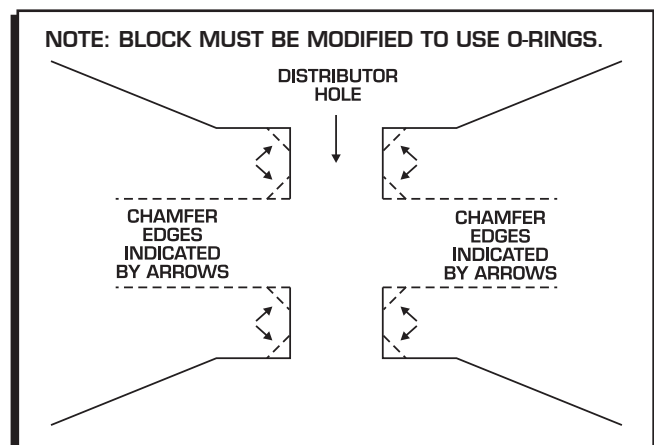 NOTE: BLOCK MUST BE MODIFIED TO USE O-RINGS.
DISTRIBUTOR
HOLE
CHAMFER
EDGES
INDICATED
BY ARROWS
CHAMFER
EDGES
INDICATED
BY ARROWS